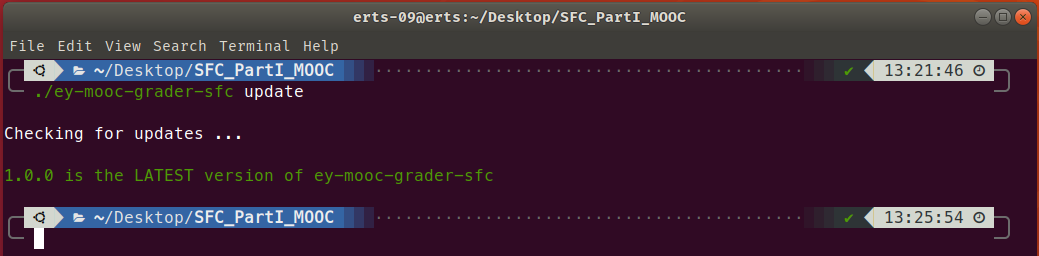 erts-09@erts:~/Desktop/SFC_PartI_MOOC
File Edit View Search Terminal Help
~/Desktop/SFC_PartI_MOOC ✔ 13:21:46
./ey-mooc-grader-sfc update
Checking for updates ...
1.0.0 is the LATEST version of ey-mooc-grader-sfc
~/Desktop/SFC_PartI_MOOC ✔ 13:25:54